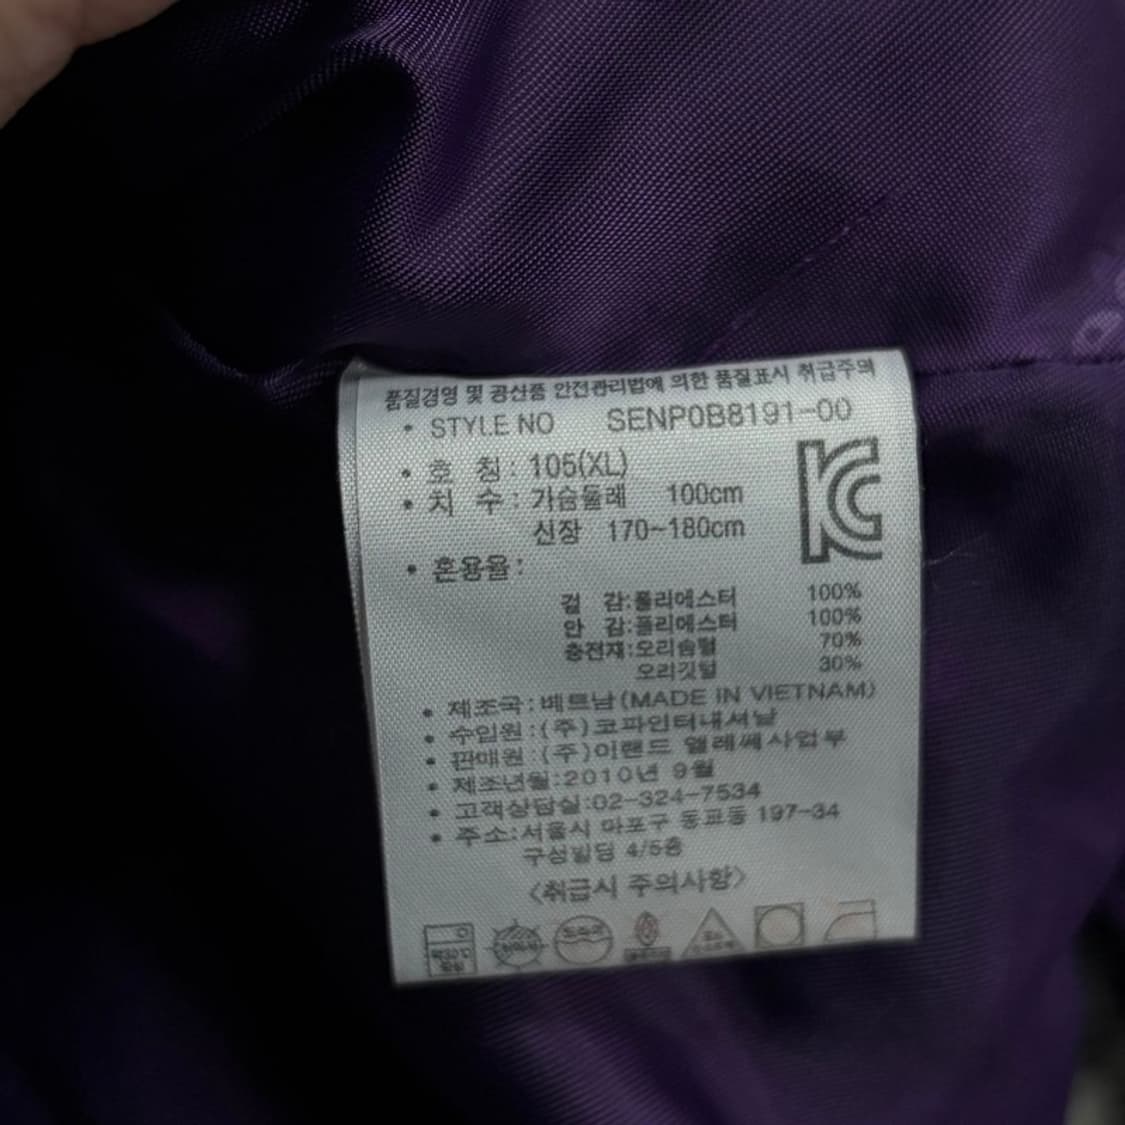 품질경영 및 공산품 안전관리법에 의한 품질표시 취급주의
• STYLE NO SENP0B8191-00
• 호 칭 : 105(XL)
• 치 수 : 가슴둘레 100cm
신장 170~180cm
• 혼용율 :
겉 감:폴리에스터 100%
안 감:폴리에스터 100%
충전재:오리솜털 70%
오리깃털 30%
• 제조국:베트남(MADE IN VIETNAM)
• 수입원:(주)코파인터내셔날
• 판매원:(주)이랜드 엘레쎄사업부
• 제조년월:2010년 9월
• 고객상담실:02-324-7534
• 주소:서울시 마포구 동교동 197-34
구성빌딩 4/5층
<취급시 주의사항>
드라이